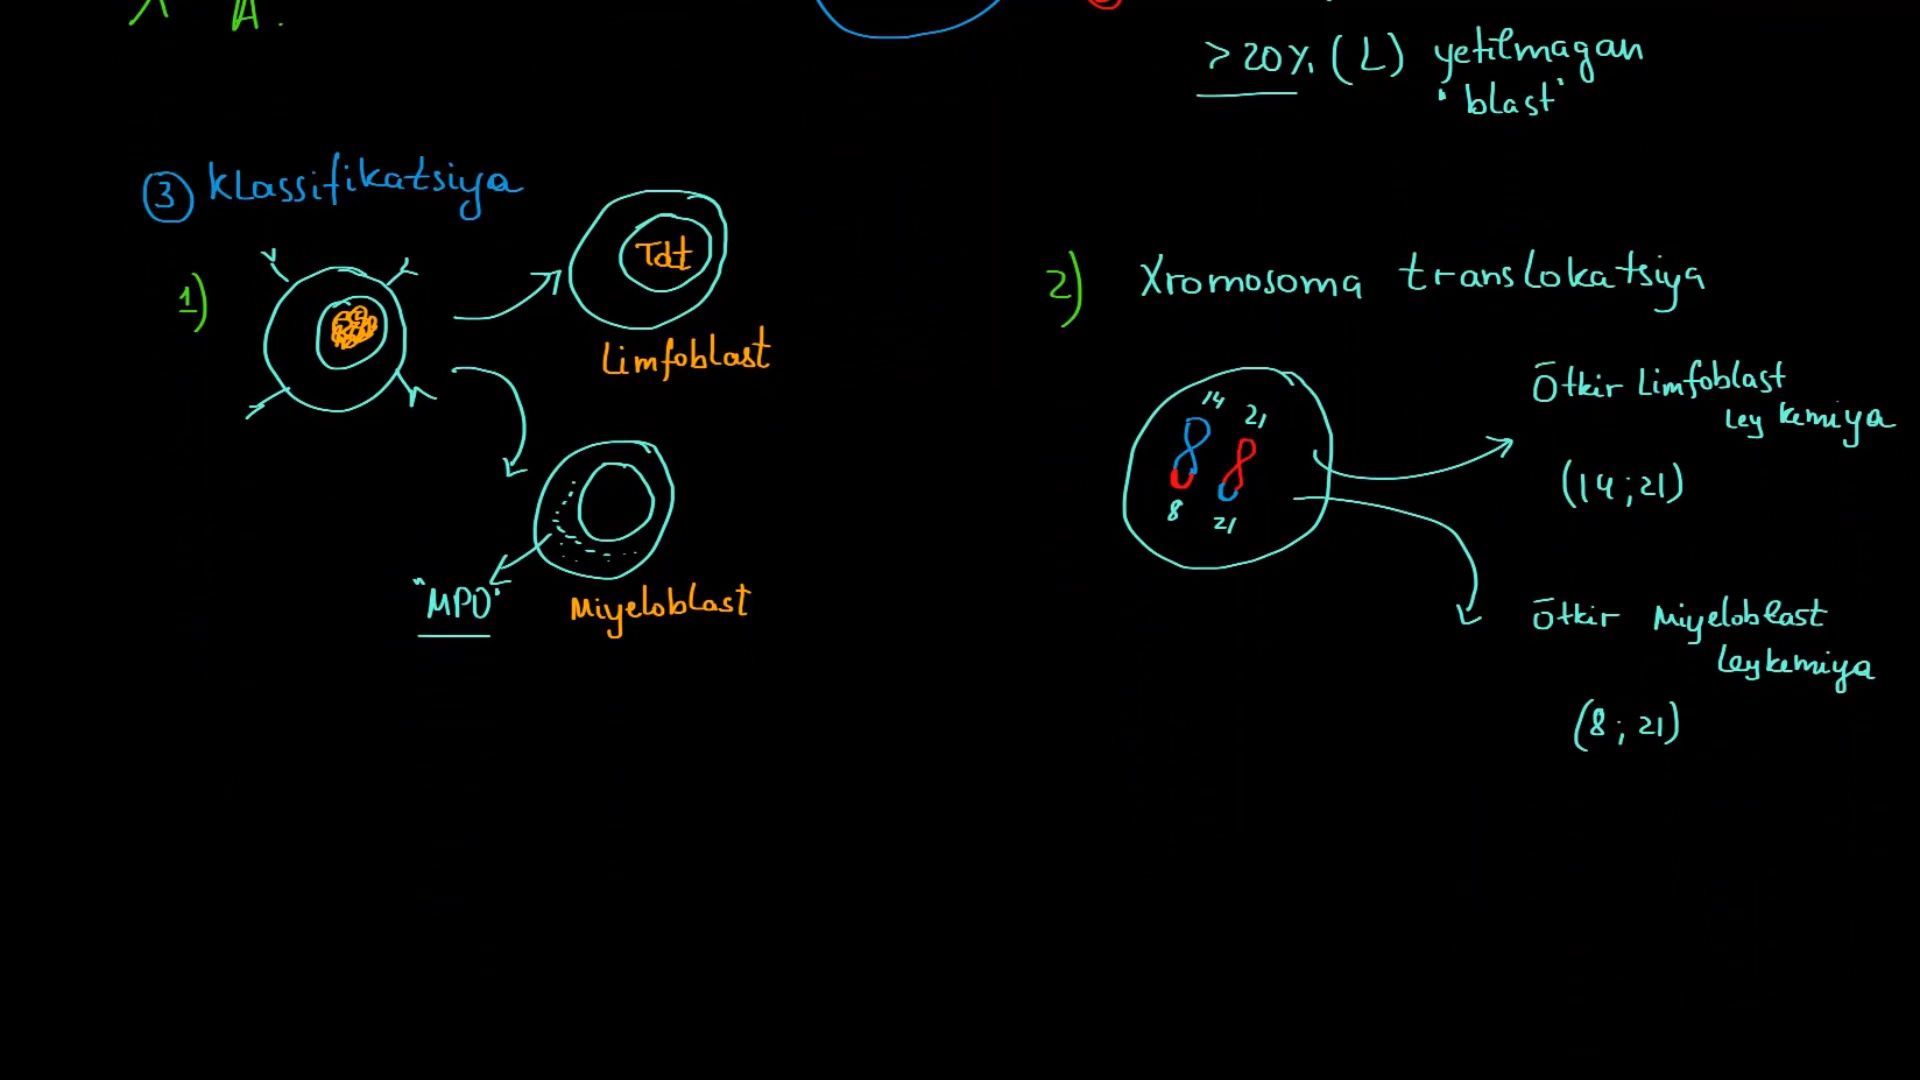 A.
>20% (L) yetilmagan
"blast"
③ Klassifikatsiya
1)
Tdt
Limfoblast
"MPO"
Miyeloblast
2) Xromosoma translokatsiya
14 21
8 21
Ōtkir Limfoblast
leykemiya
(14;21)
Ōtkir Miyeloblast
leykemiya
(8;21)